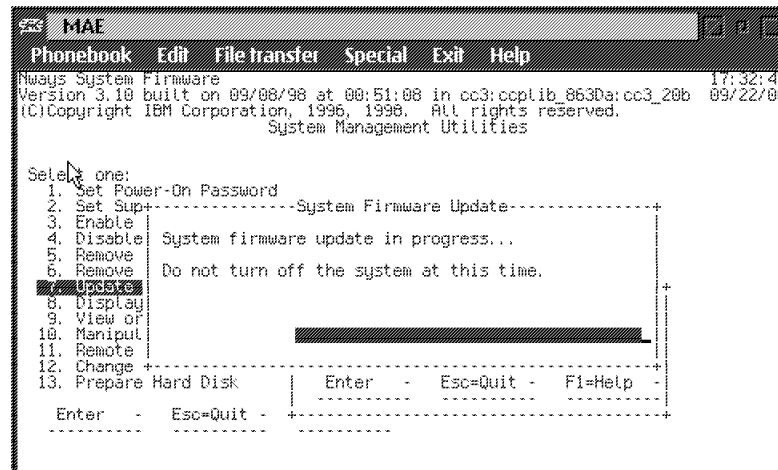 MAE
Phonebook Edit File transfer Special Exit Help
Nways System Firmware 17:32:4
Version 3.10 built on 09/08/98 at 00:51:08 in cc3:ccplib_863Da:cc3_20b 09/22/0
(C)Copyright IBM Corporation, 1996, 1998. All rights reserved.
System Management Utilities
Select one:
1. Set Power-On Password
2. Set Sup+--------------System Firmware Update---------------+
3. Enable
4. Disable| System firmware update in progress...
5. Remove
6. Remove | Do not turn off the system at this time.
7. Update
8. Display
9. View or
10. Manipul
11. Remote
12. Change
13. Prepare Hard Disk | Enter - Esc=Quit - F1=Help -|
Enter - Esc=Quit -